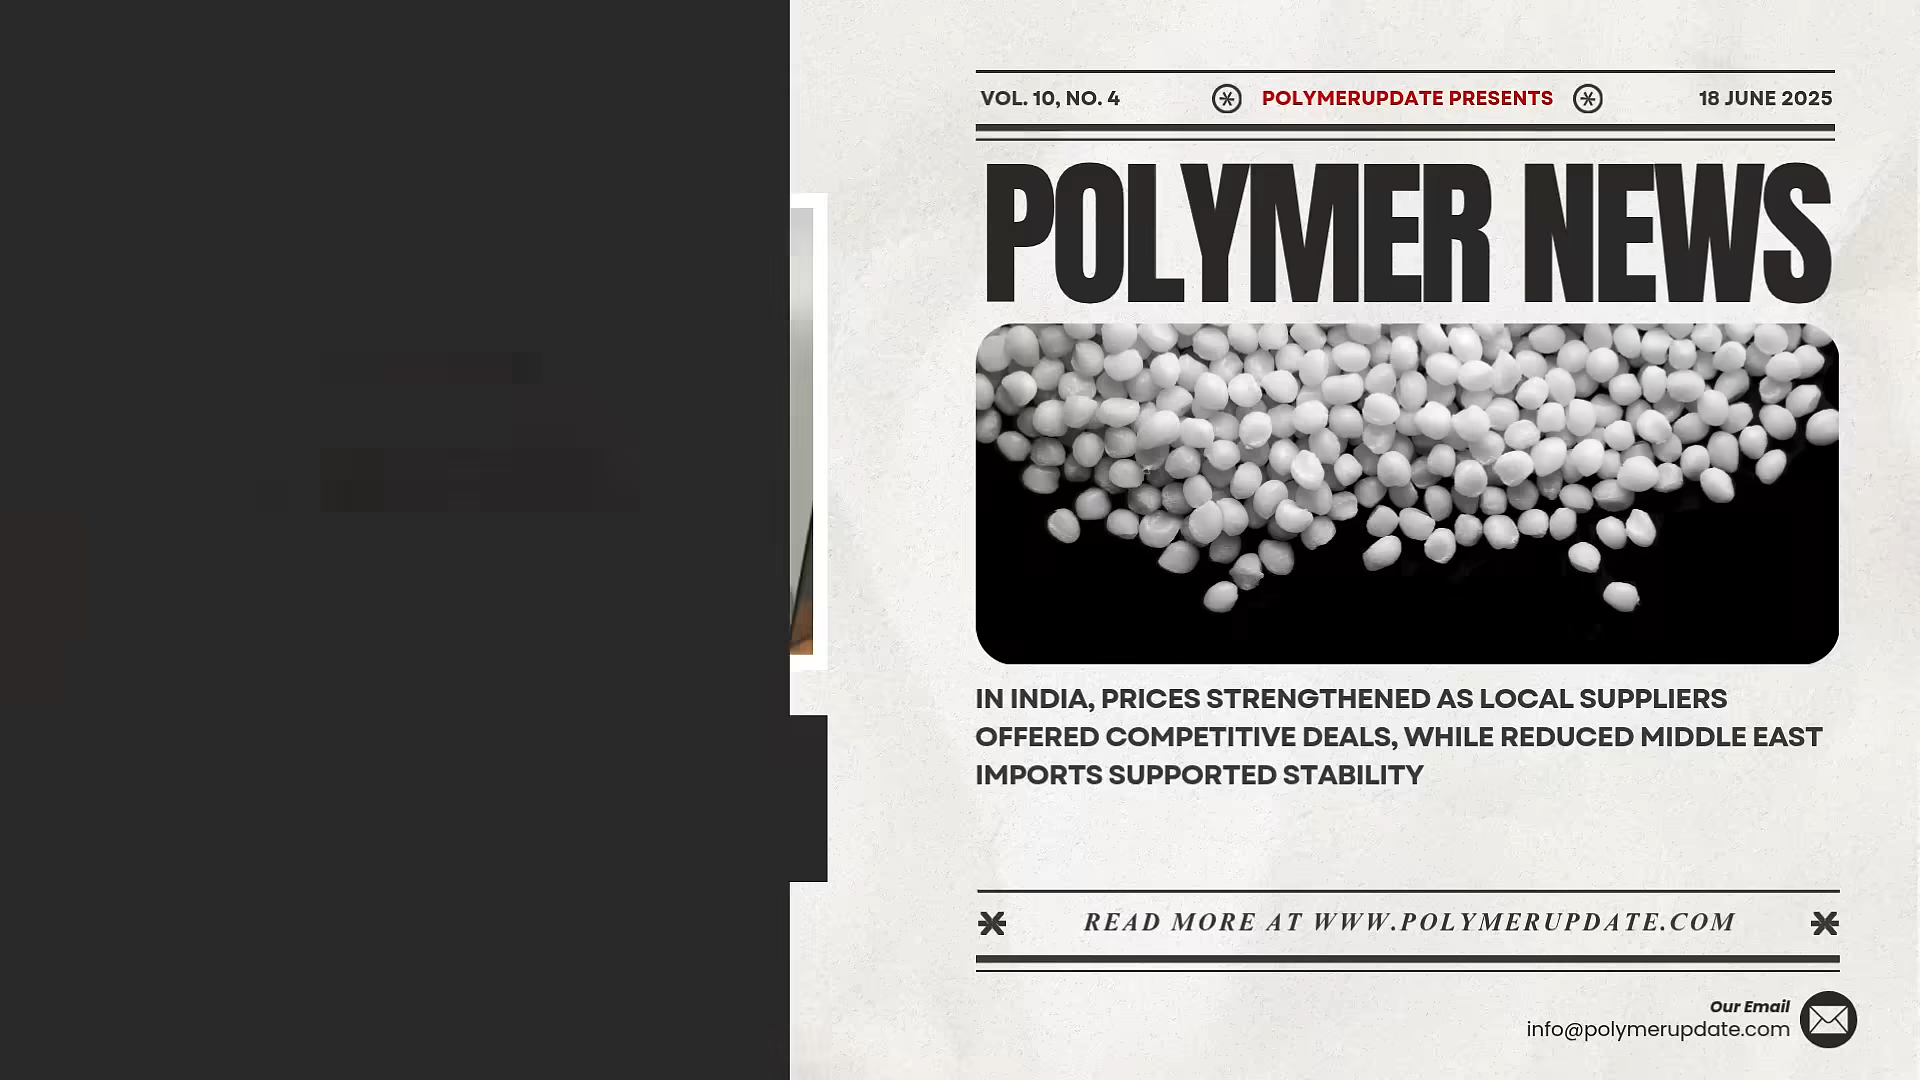 VOL. 10, NO. 4
POLYMERUPDATE PRESENTS
18 JUNE 2025
POLYMER NEWS
IN INDIA, PRICES STRENGTHENED AS LOCAL SUPPLIERS
OFFERED COMPETITIVE DEALS, WHILE REDUCED MIDDLE EAST
IMPORTS SUPPORTED STABILITY
READ MORE AT WWW.POLYMERUPDATE.COM
Our Email
info@polymerupdate.com